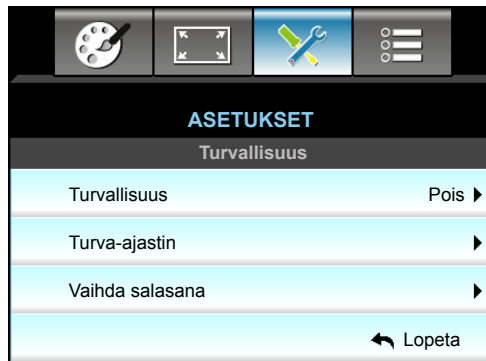 ASETUKSET
Turvallisuus
Turvallisuus Pois
Turva-ajastin
Vaihda salasana
Lopeta